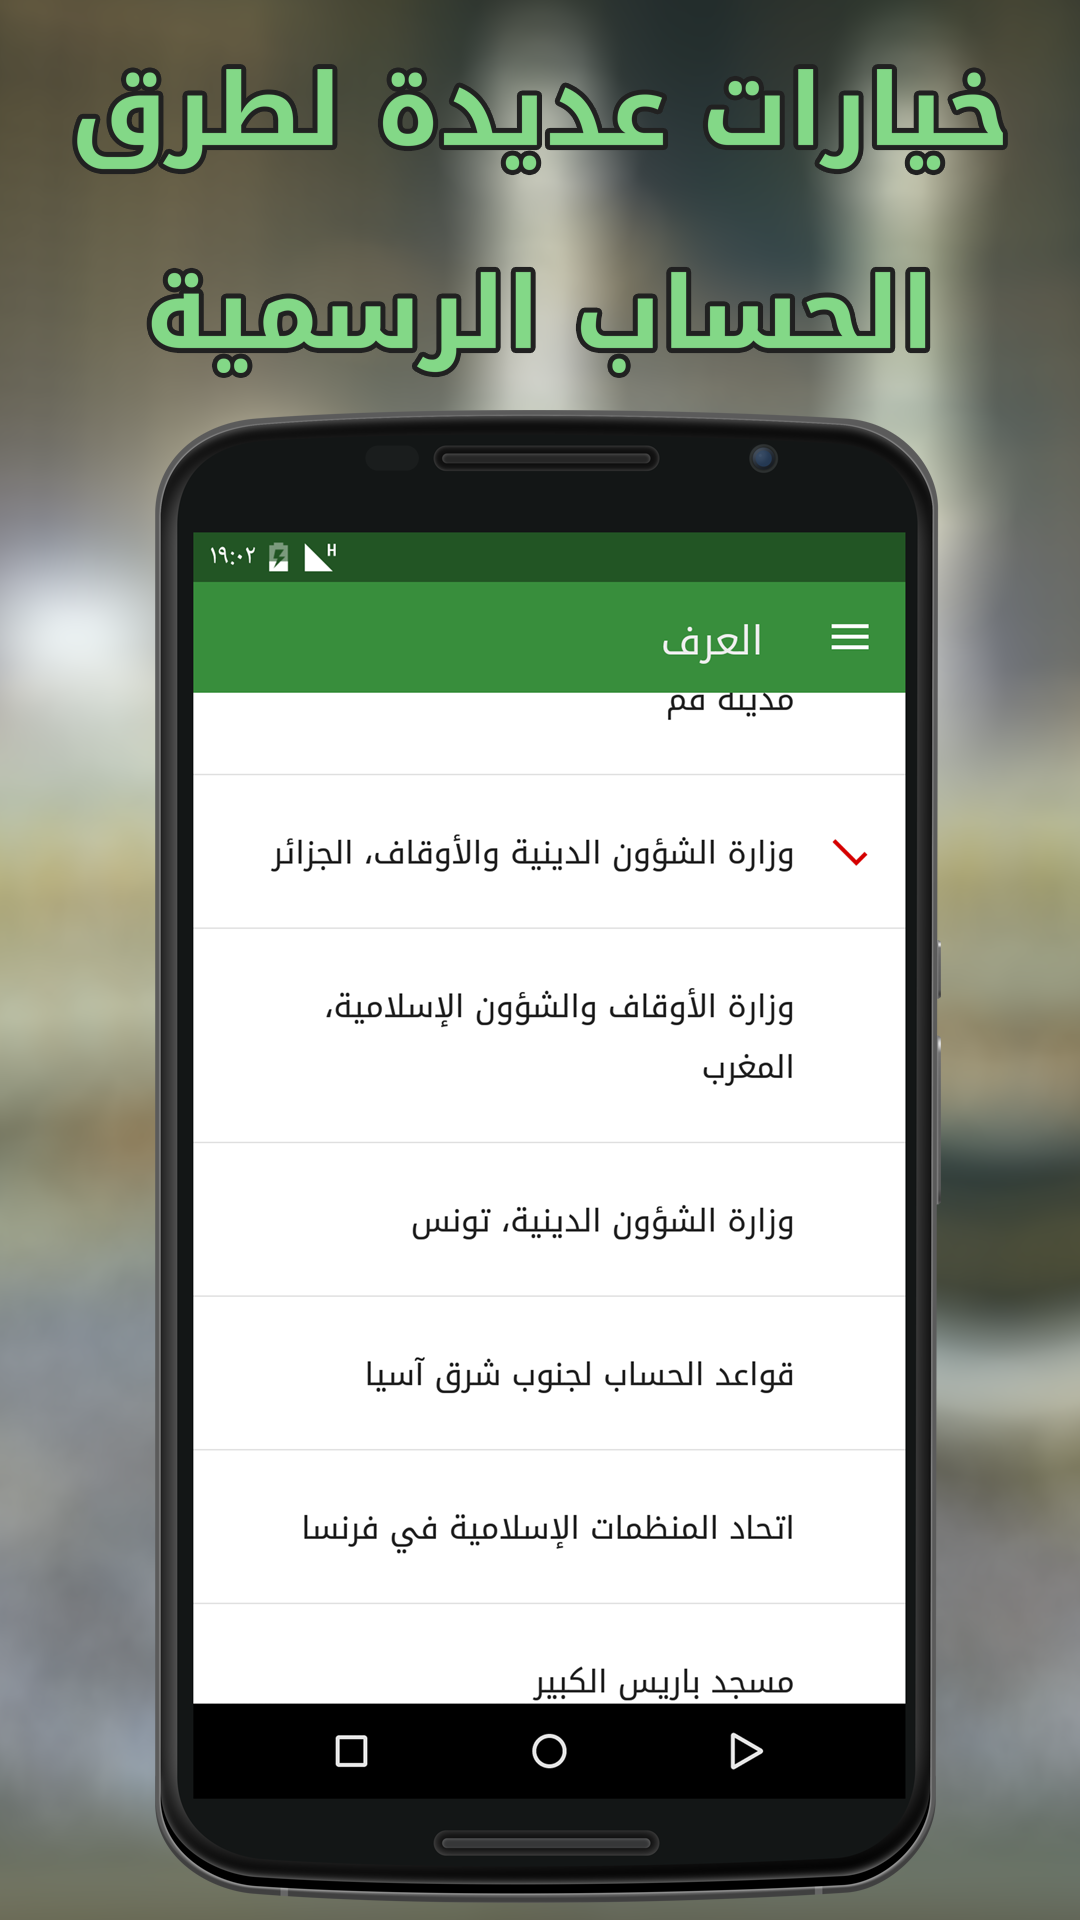 خيارات عديدة لطرق
الحساب الرسمية
١٩:٠٢
H
العرف
مدينة قم
وزارة الشؤون الدينية والأوقاف، الجزائر
وزارة الأوقاف والشؤون الإسلامية،
المغرب
وزارة الشؤون الدينية، تونس
قواعد الحساب لجنوب شرق آسيا
اتحاد المنظمات الإسلامية في فرنسا
مسجد باريس الكبير